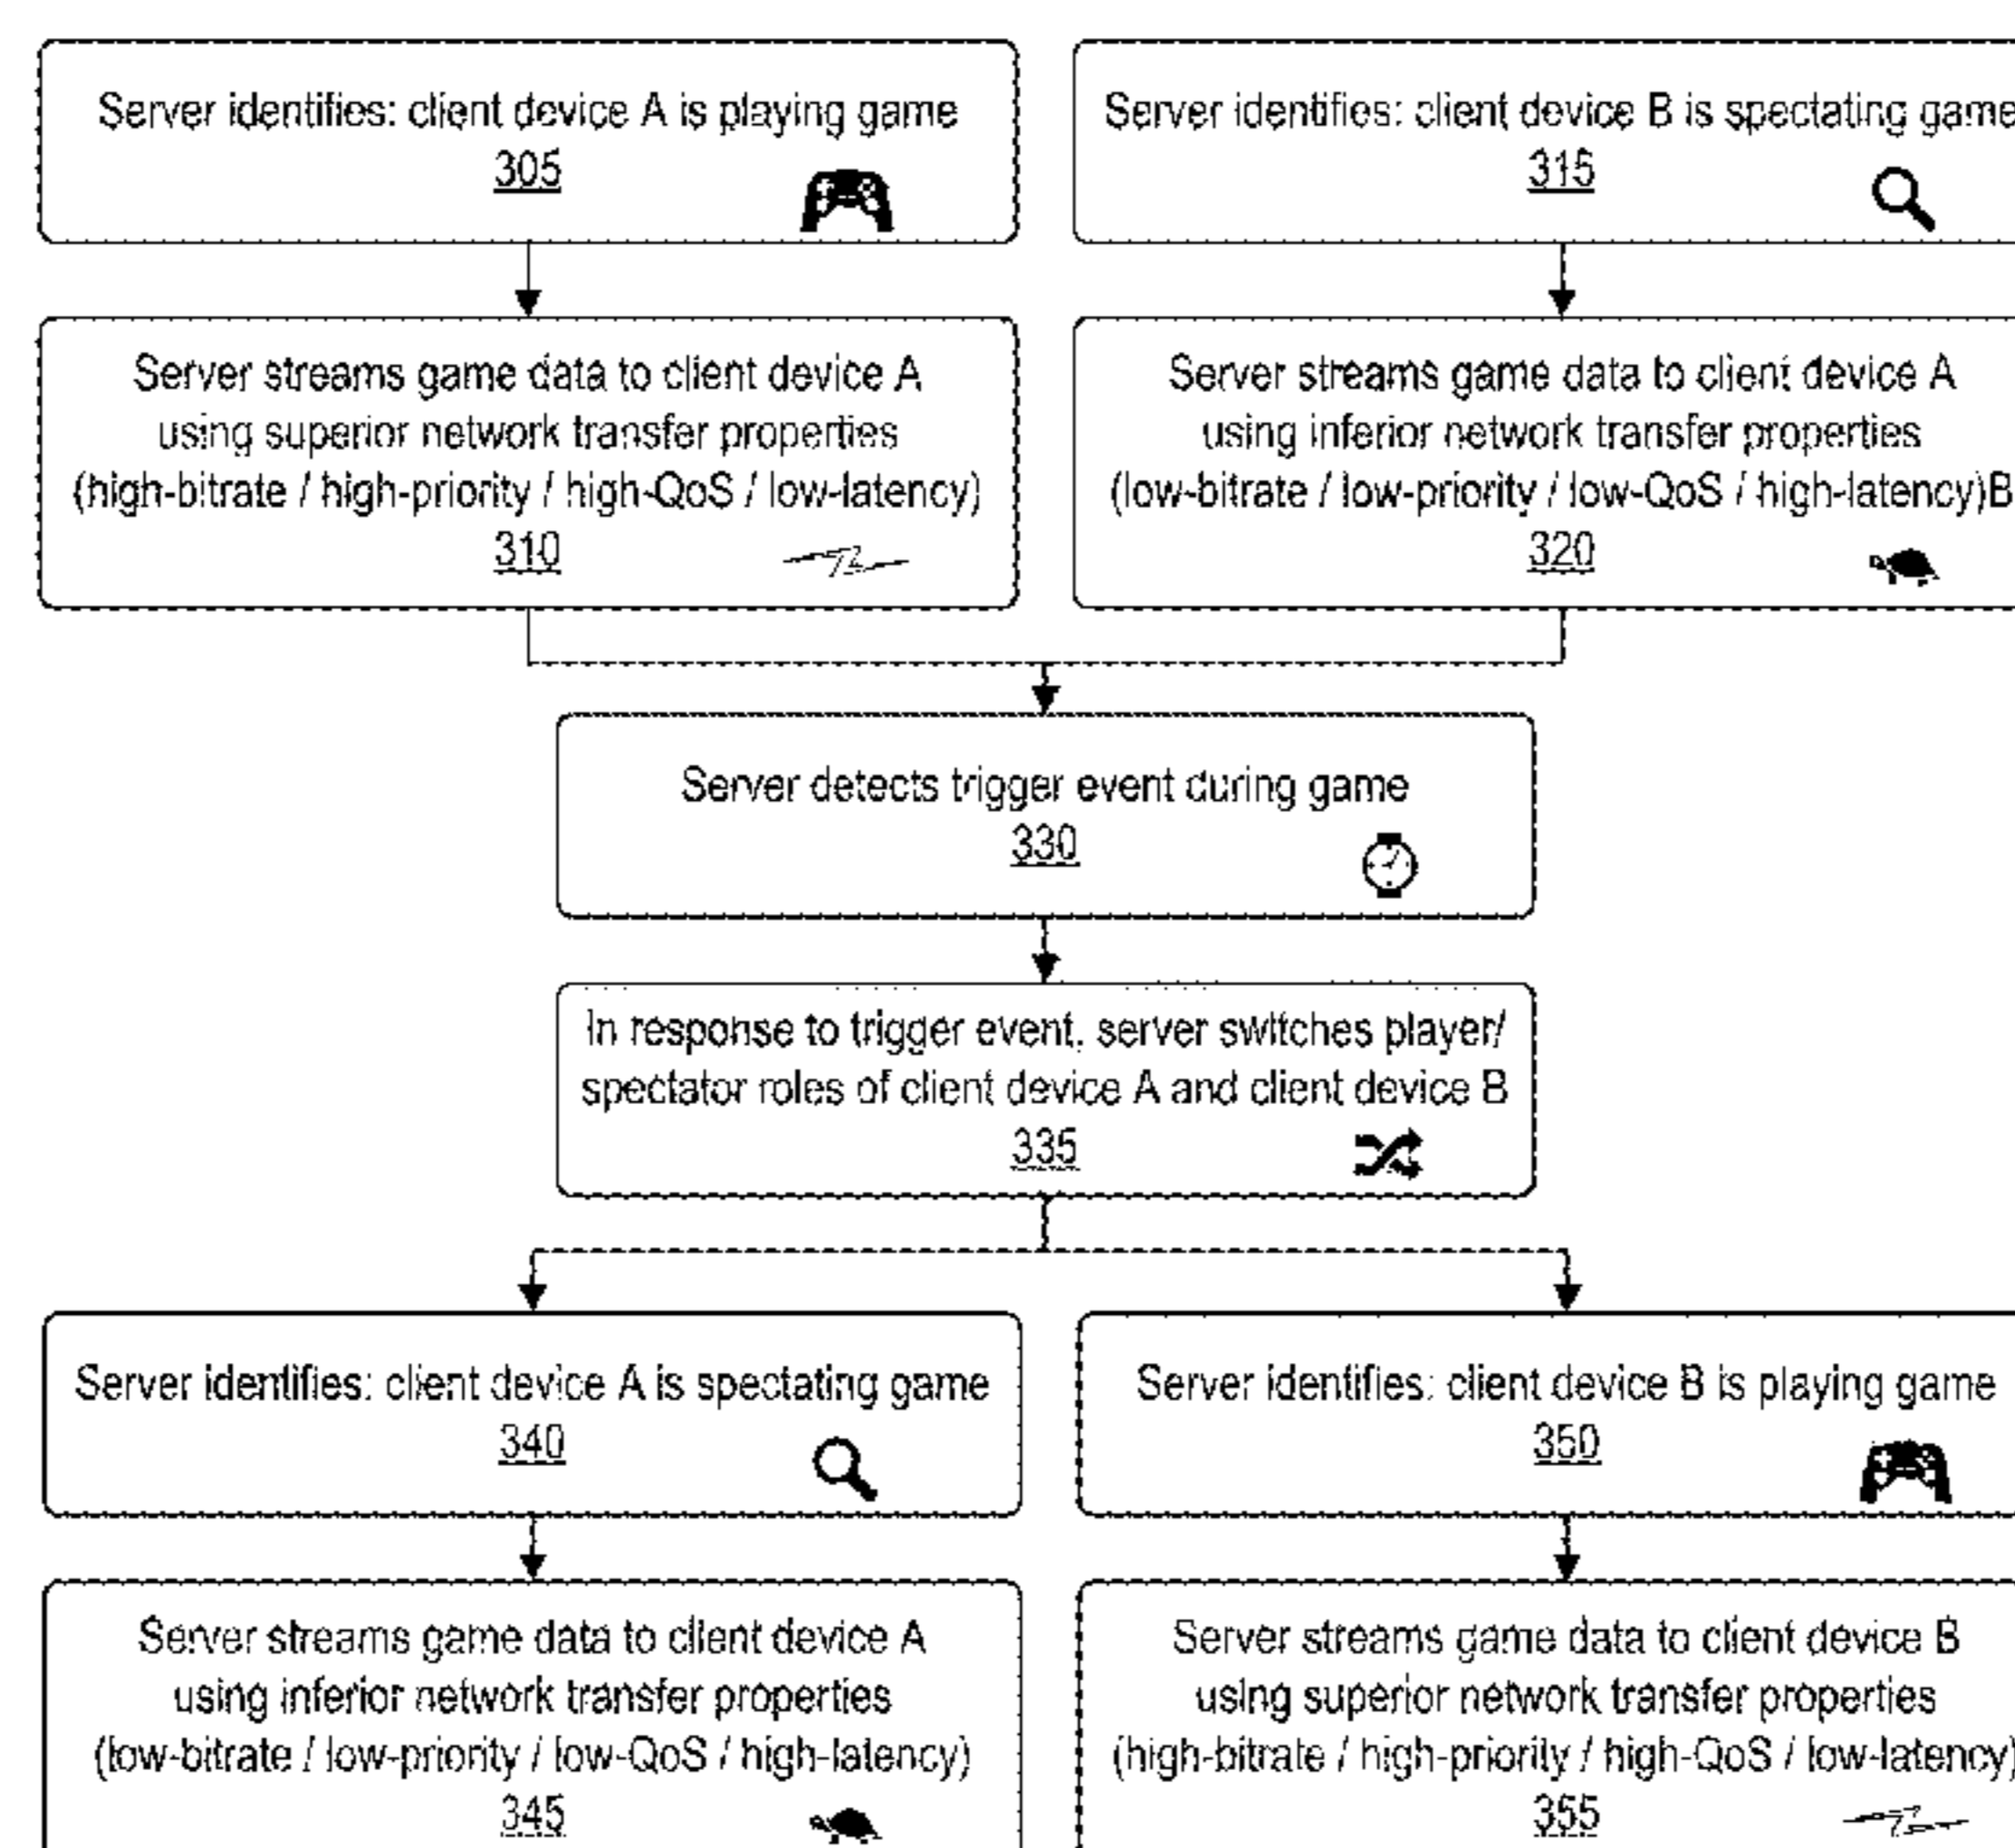 Server identifies: client device A is playing game
305
Server identifies: client device B is spectating game
315
Server streams game data to client device A
using superior network transfer properties
(high-bitrate / high-priority / high-QoS / low-latency)
310
Server streams game data to client device A
using inferior network transfer properties
(low-bitrate / low-priority / low-QoS / high-latency)B
320
Server detects trigger event during game
330
In response to trigger event, server switches player/
spectator roles of client device A and client device B
335
Server identifies: client device A is spectating game
340
Server identifies: client device B is playing game
350
Server streams game data to client device A
using inferior network transfer properties
(low-bitrate / low-priority / low-QoS / high-latency)
345
Server streams game data to client device B
using superior network transfer properties
(high-bitrate / high-priority / high-QoS / low-latency)
355